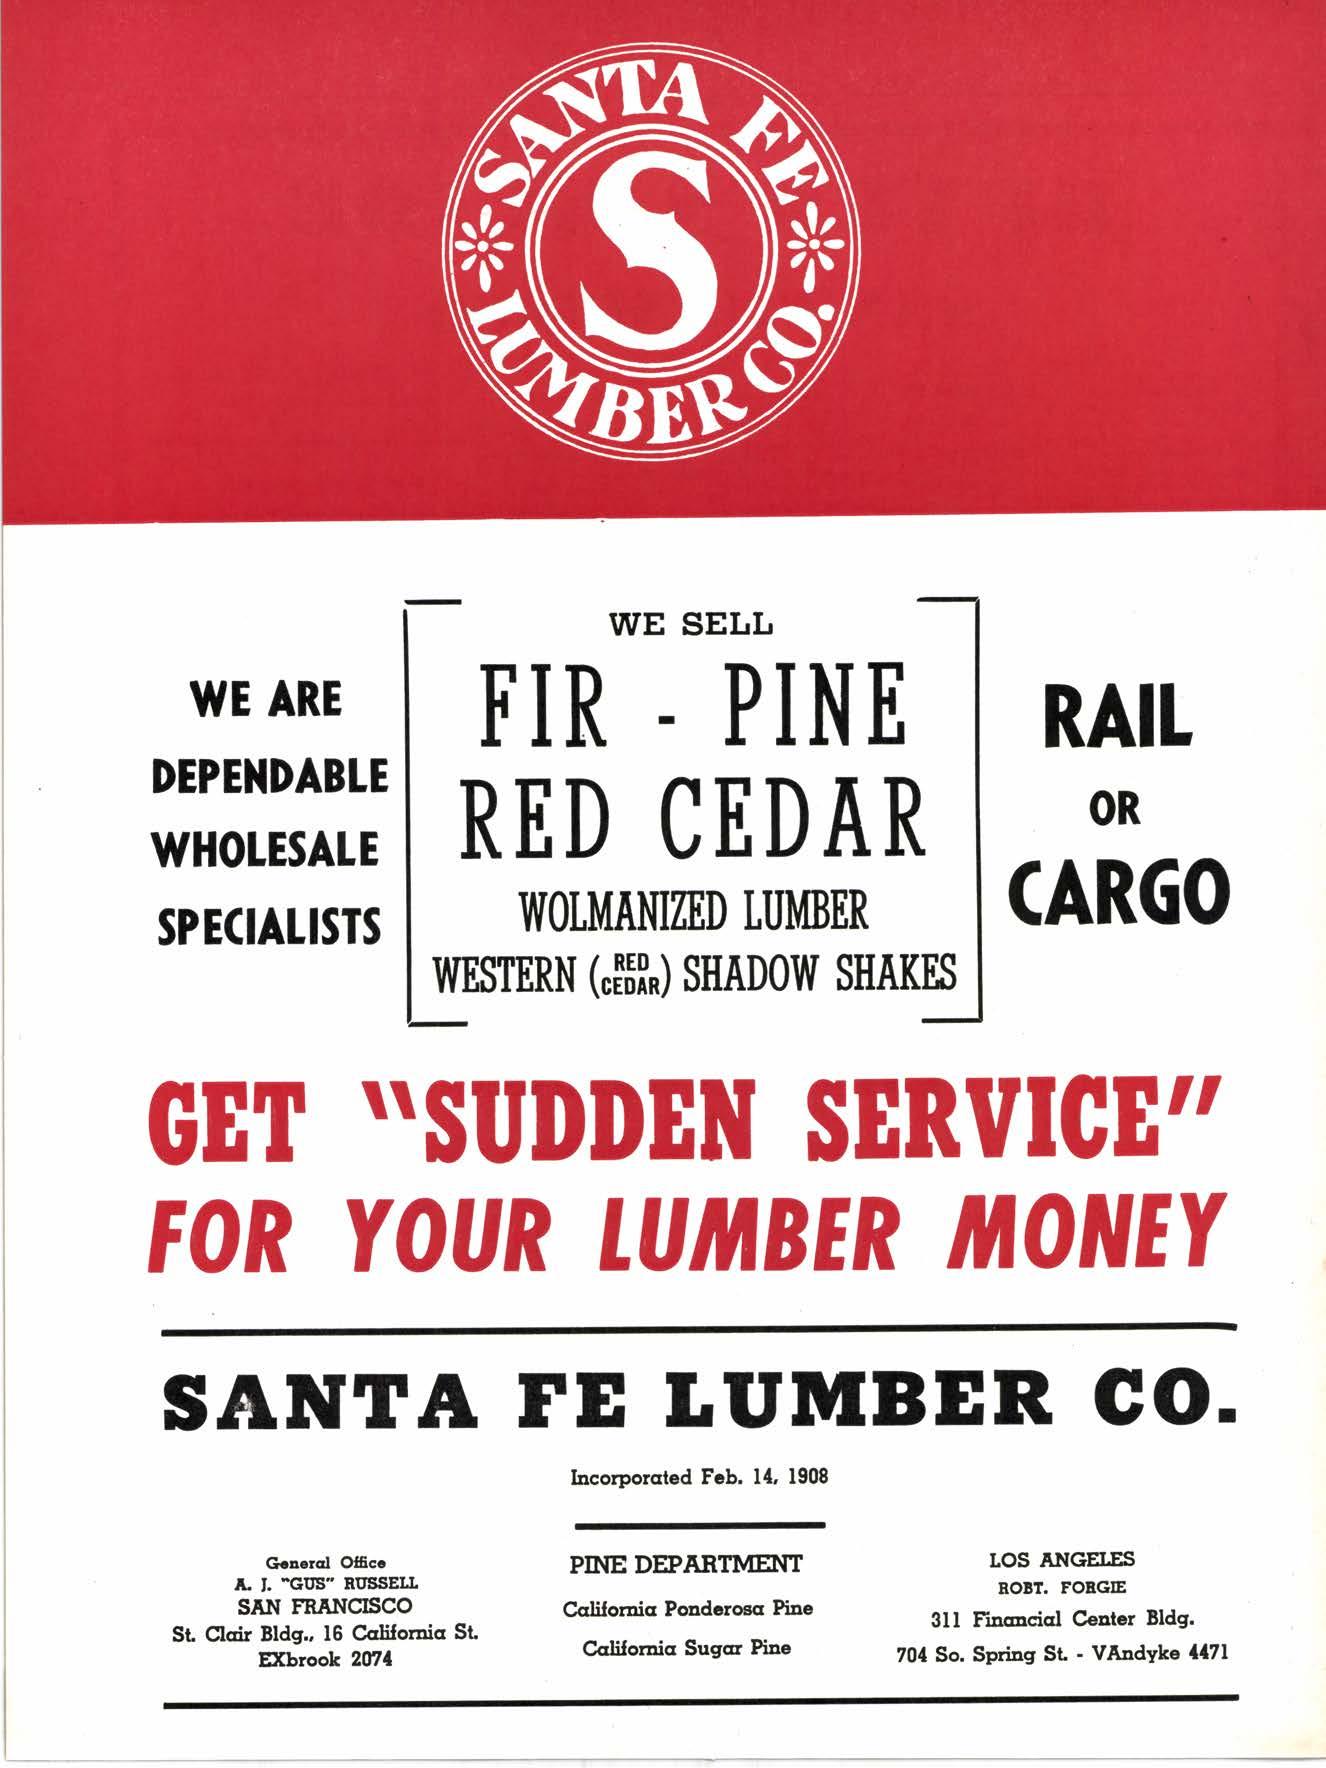 SANTA FE
S
LUMBER CO.
WE ARE
DEPENDABLE
WHOLESALE
SPECIALISTS
WE SELL
FIR - PINE
RED CEDAR
WOLMANIZED LUMBER
WESTERN (RED CEDAR) SHADOW SHAKES
RAIL
OR
CARGO
GET "SUDDEN SERVICE"
FOR YOUR LUMBER MONEY
SANTA FE LUMBER CO.
Incorporated Feb. 14, 1908
General Office
A. J. "GUS" RUSSELL
SAN FRANCISCO
St. Clair Bldg., 16 California St.
EXbrook 2074
PINE DEPARTMENT
California Ponderosa Pine
California Sugar Pine
LOS ANGELES
ROBT. FORGIE
311 Financial Center Bldg.
704 So. Spring St. - VAndyke 4471